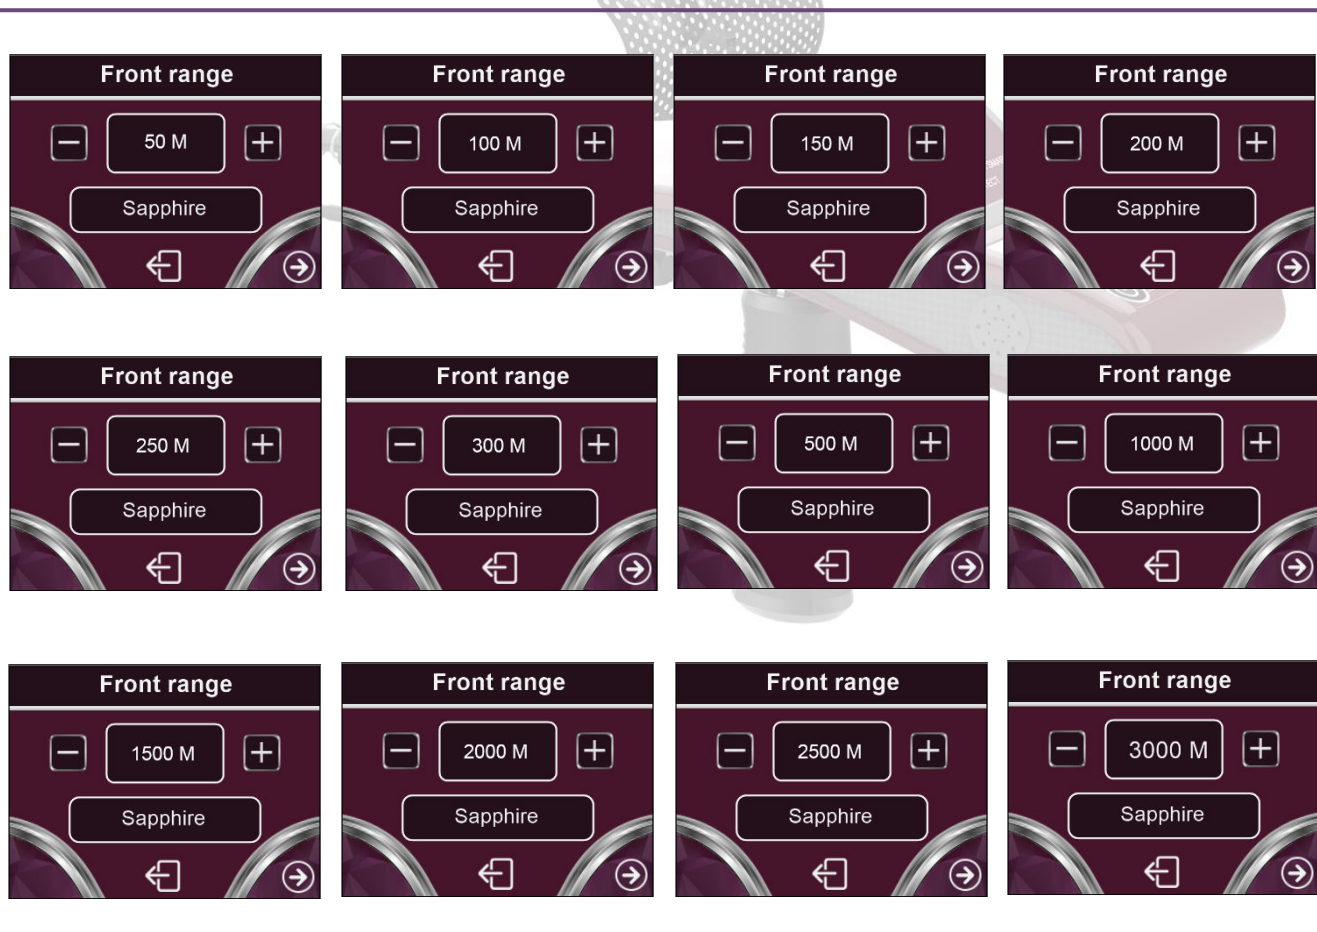 Front range
50 M
Sapphire
Front range
100 M
Sapphire
Front range
150 M
Sapphire
Front range
200 M
Sapphire
Front range
250 M
Sapphire
Front range
300 M
Sapphire
Front range
500 M
Sapphire
Front range
1000 M
Sapphire
Front range
1500 M
Sapphire
Front range
2000 M
Sapphire
Front range
2500 M
Sapphire
Front range
3000 M
Sapphire